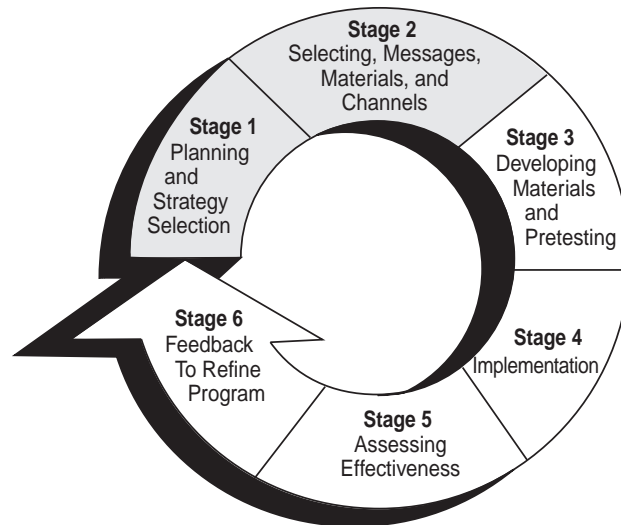 Stage 1
Planning
and
Strategy
Selection
Stage 2
Selecting, Messages,
Materials, and
Channels
Stage 3
Developing
Materials
and
Pretesting
Stage 4
Implementation
Stage 5
Assessing
Effectiveness
Stage 6
Feedback
To Refine
Program